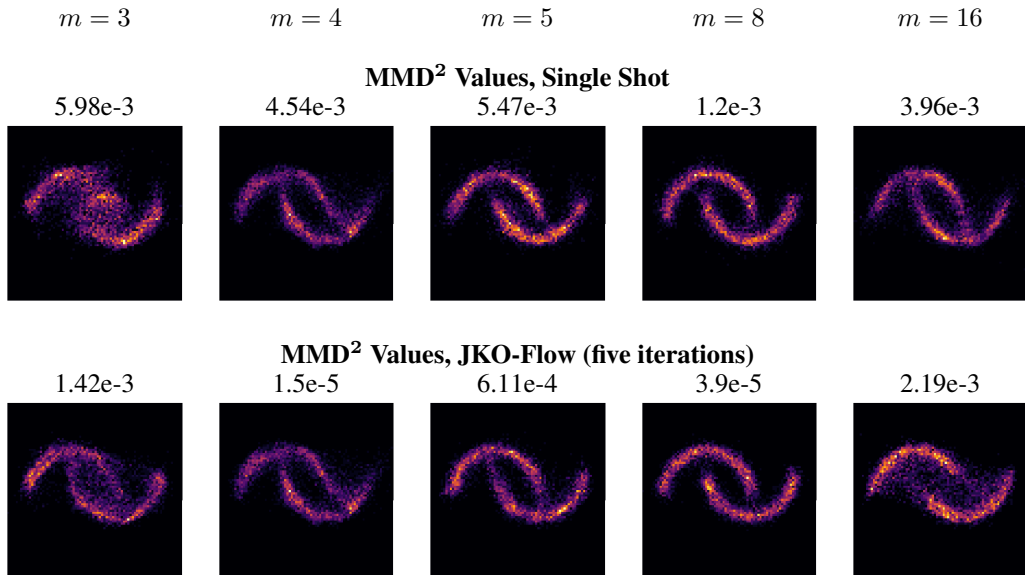 m = 3 m = 4 m = 5 m = 8 m = 16
MMD² Values, Single Shot
5.98e-3 4.54e-3 5.47e-3 1.2e-3 3.96e-3
MMD² Values, JKO-Flow (five iterations)
1.42e-3 1.5e-5 6.11e-4 3.9e-5 2.19e-3